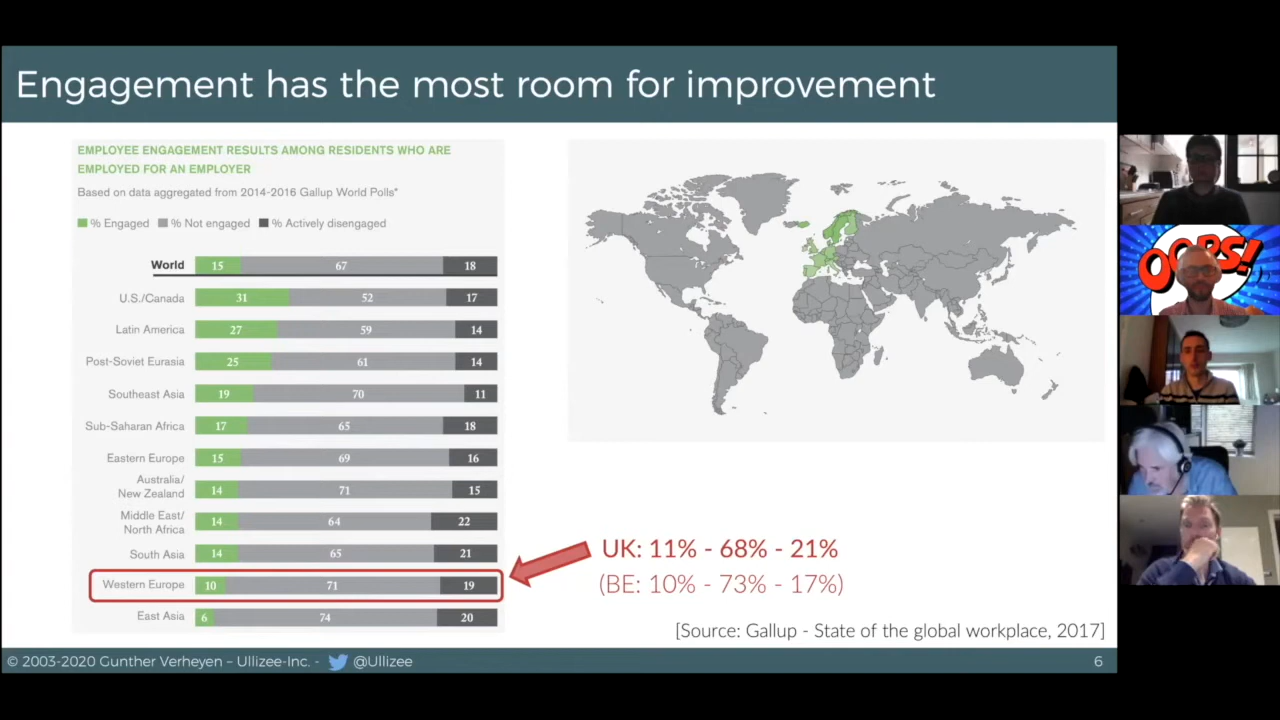 Engagement has the most room for improvement
EMPLOYEE ENGAGEMENT RESULTS AMONG RESIDENTS WHO ARE
EMPLOYED FOR AN EMPLOYER
Based on data aggregated from 2014-2016 Gallup World Polls*
% Engaged % Not engaged % Actively disengaged
World 15 67 18
U.S./Canada 31 52 17
Latin America 27 59 14
Post-Soviet Eurasia 25 61 14
Southeast Asia 19 70 11
Sub-Saharan Africa 17 65 18
Eastern Europe 15 69 16
Australia/
New Zealand 14 71 15
Middle East/
North Africa 14 64 22
South Asia 14 65 21
Western Europe 10 71 19
East Asia 6 74 20
UK: 11% - 68% - 21%
(BE: 10% - 73% - 17%)
[Source: Gallup - State of the global workplace, 2017]
© 2003-2020 Gunther Verheyen – Ullizee-Inc. - @Ullizee
6
OOPS!